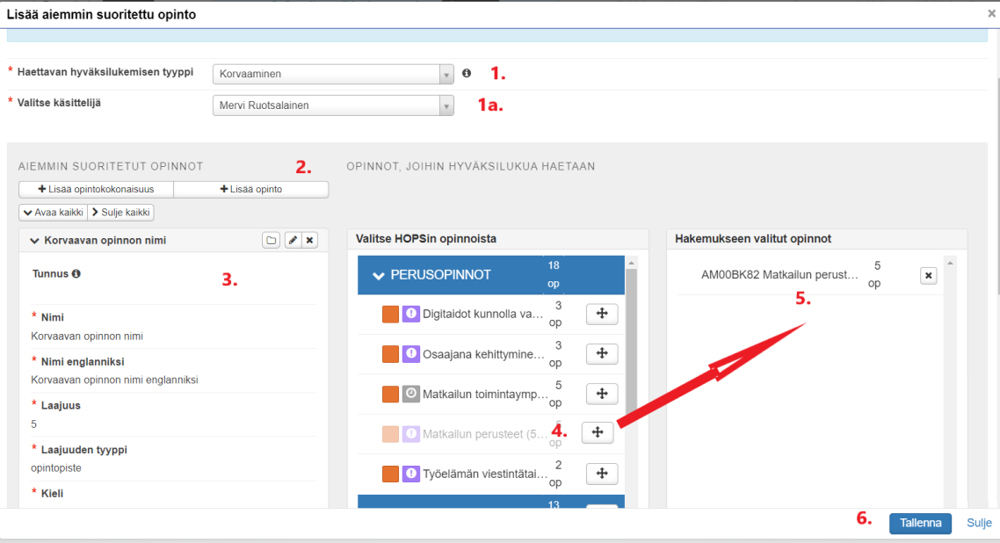 Lisää aiemmin suoritettu opinto
* Haettavan hyväksilukemisen tyyppi Korvaaminen 1.
* Valitse käsittelijä Mervi Ruotsalainen 1a.
AIEMMIN SUORITETUT OPINNOT 2. OPINNOT, JOIHIN HYVÄKSILUKUA HAETAAN
+ Lisää opintokokonaisuus + Lisää opinto
Avaa kaikki Sulje kaikki
Korvaavan opinnon nimi
Tunnus 3.
* Nimi
Korvaavan opinnon nimi
* Nimi englanniksi
Korvaavan opinnon nimi englanniksi
* Laajuus
5
* Laajuuden tyyppi
opintopiste
* Kieli
Valitse HOPSin opinnoista
PERUSOPINNOT 18 op
Digitaidot kunnolla va... 3 op
Osaajana kehittymine... 3 op
Matkailun toimintaymp... 5 op
Matkailun perusteet (5... 4. 5 op
Työelämän viestintätai... 2 op
13
Hakemukseen valitut opinnot
AM00BK82 Matkailun perust... 5 op
5.
6. Tallenna Sulje